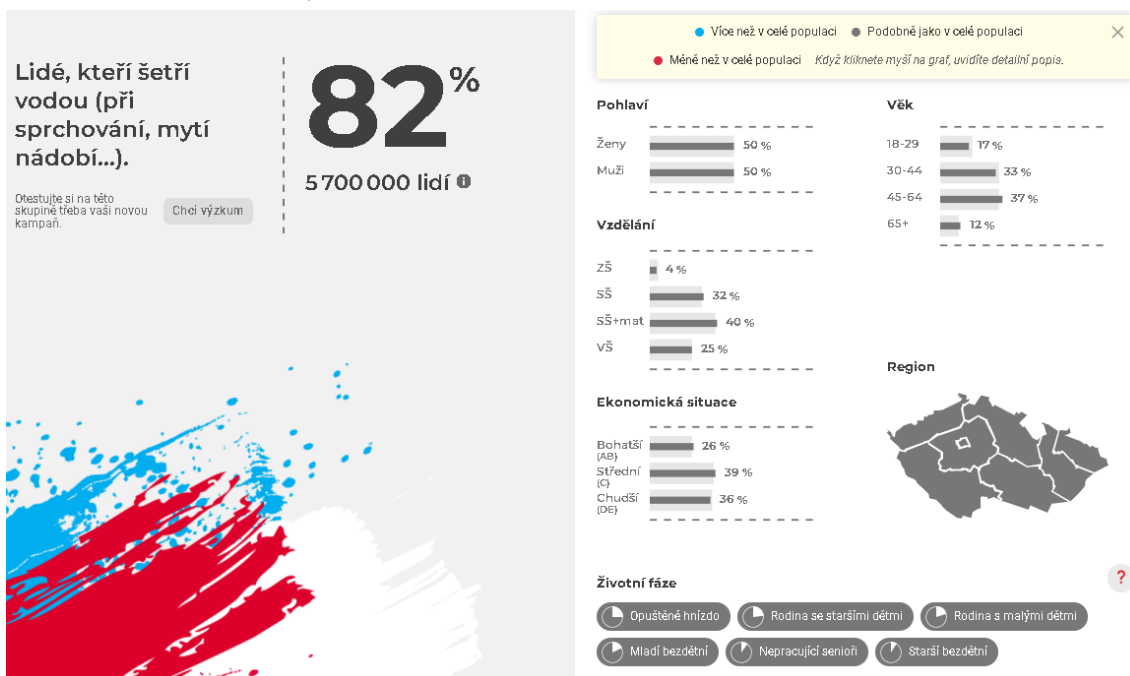 Lidé, kteří šetří
vodou (při
sprchování, mytí
nádobí...).
82%
5 700 000 lidí
Otestujte si na této
skupině třeba vaši novou
kampaň.
Chci výzkum
Více než v celé populaci Podobně jako v celé populaci
Méně než v celé populaci Když kliknete myší na graf, uvidíte detailní popis.
Pohlaví
Ženy 50 %
Muži 50 %
Vzdělání
ZŠ 4 %
SŠ 32 %
SŠ+mat 40 %
VŠ 25 %
Ekonomická situace
Bohatší 26 %
(AB)
Střední 39 %
(C)
Chudší 36 %
(DE)
Věk
18-29 17 %
30-44 33 %
45-64 37 %
65+ 12 %
Region
Životní fáze
?
Opuštěné hnízdo Rodina se staršími dětmi Rodina s malými dětmi
Mladí bezdětní Nepracující senioři Starší bezdětní